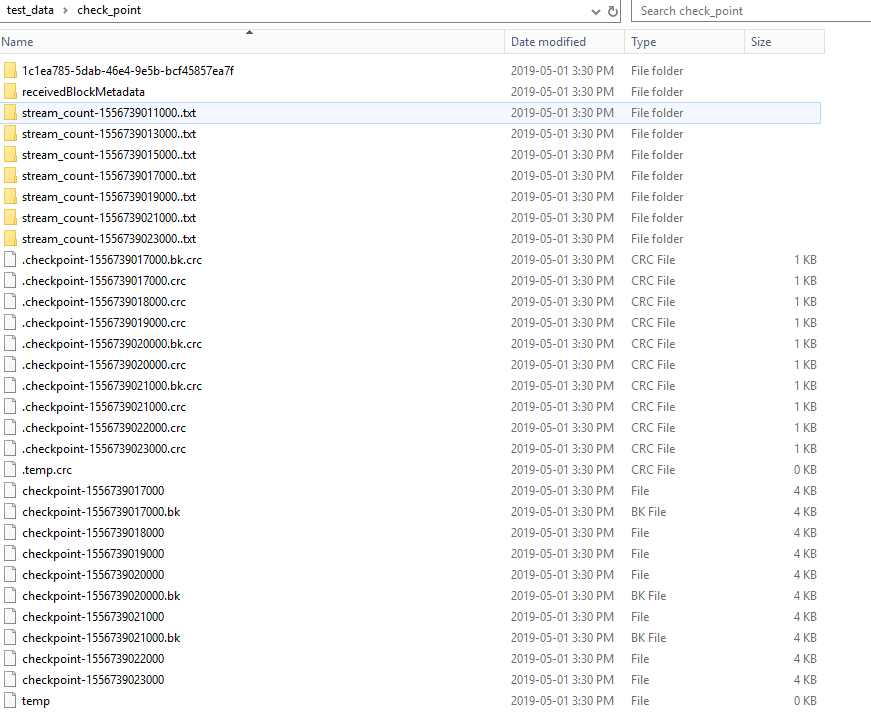 test_data > check_point Search check_point
Name Date modified Type Size
1c1ea785-5dab-46e4-9e5b-bcf45857ea7f 2019-05-01 3:30 PM File folder
receivedBlockMetadata 2019-05-01 3:30 PM File folder
stream_count-1556739011000..txt 2019-05-01 3:30 PM File folder
stream_count-1556739013000..txt 2019-05-01 3:30 PM File folder
stream_count-1556739015000..txt 2019-05-01 3:30 PM File folder
stream_count-1556739017000..txt 2019-05-01 3:30 PM File folder
stream_count-1556739019000..txt 2019-05-01 3:30 PM File folder
stream_count-1556739021000..txt 2019-05-01 3:30 PM File folder
stream_count-1556739023000..txt 2019-05-01 3:30 PM File folder
.checkpoint-1556739017000.bk.crc 2019-05-01 3:30 PM CRC File 1 KB
.checkpoint-1556739017000.crc 2019-05-01 3:30 PM CRC File 1 KB
.checkpoint-1556739018000.crc 2019-05-01 3:30 PM CRC File 1 KB
.checkpoint-1556739019000.crc 2019-05-01 3:30 PM CRC File 1 KB
.checkpoint-1556739020000.bk.crc 2019-05-01 3:30 PM CRC File 1 KB
.checkpoint-1556739020000.crc 2019-05-01 3:30 PM CRC File 1 KB
.checkpoint-1556739021000.bk.crc 2019-05-01 3:30 PM CRC File 1 KB
.checkpoint-1556739021000.crc 2019-05-01 3:30 PM CRC File 1 KB
.checkpoint-1556739022000.crc 2019-05-01 3:30 PM CRC File 1 KB
.checkpoint-1556739023000.crc 2019-05-01 3:30 PM CRC File 1 KB
.temp.crc 2019-05-01 3:30 PM CRC File 0 KB
checkpoint-1556739017000 2019-05-01 3:30 PM File 4 KB
checkpoint-1556739017000.bk 2019-05-01 3:30 PM BK File 4 KB
checkpoint-1556739018000 2019-05-01 3:30 PM File 4 KB
checkpoint-1556739019000 2019-05-01 3:30 PM File 4 KB
checkpoint-1556739020000 2019-05-01 3:30 PM File 4 KB
checkpoint-1556739020000.bk 2019-05-01 3:30 PM BK File 4 KB
checkpoint-1556739021000 2019-05-01 3:30 PM File 4 KB
checkpoint-1556739021000.bk 2019-05-01 3:30 PM BK File 4 KB
checkpoint-1556739022000 2019-05-01 3:30 PM File 4 KB
checkpoint-1556739023000 2019-05-01 3:30 PM File 4 KB
temp 2019-05-01 3:30 PM File 0 KB